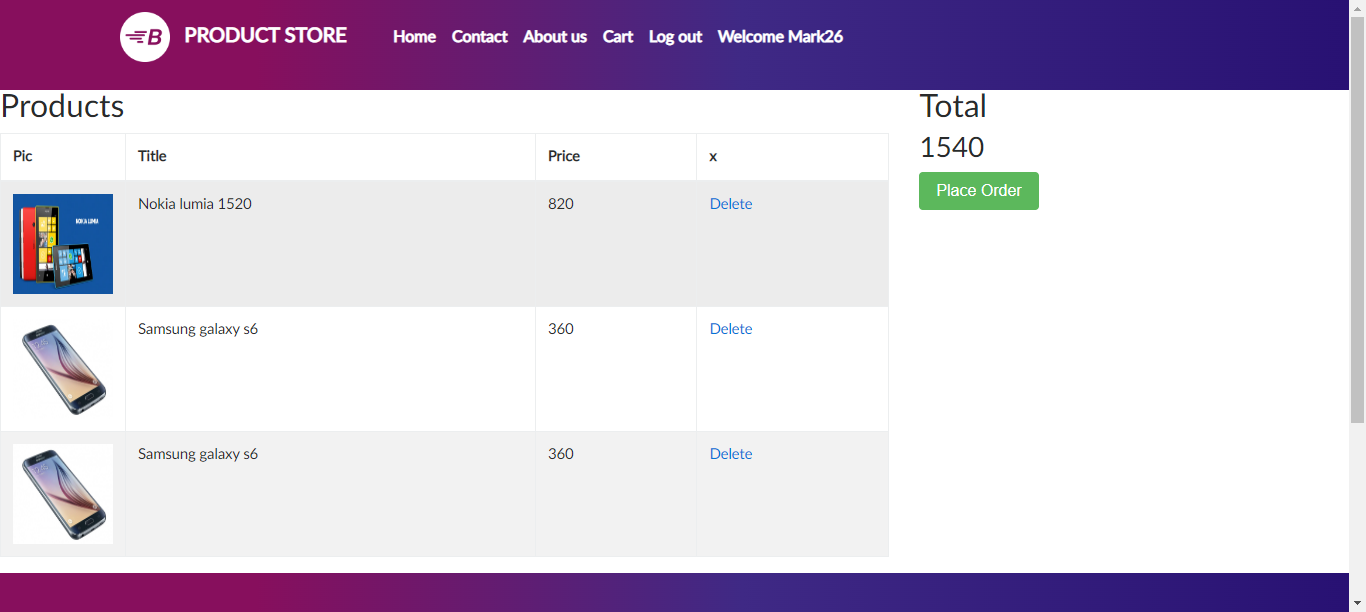 B PRODUCT STORE Home Contact About us Cart Log out Welcome Mark26
Products
Pic Title Price x
NOKIA LUMIA
Nokia lumia 1520 820 Delete
Samsung galaxy s6 360 Delete
Samsung galaxy s6 360 Delete
Total
1540
Place Order